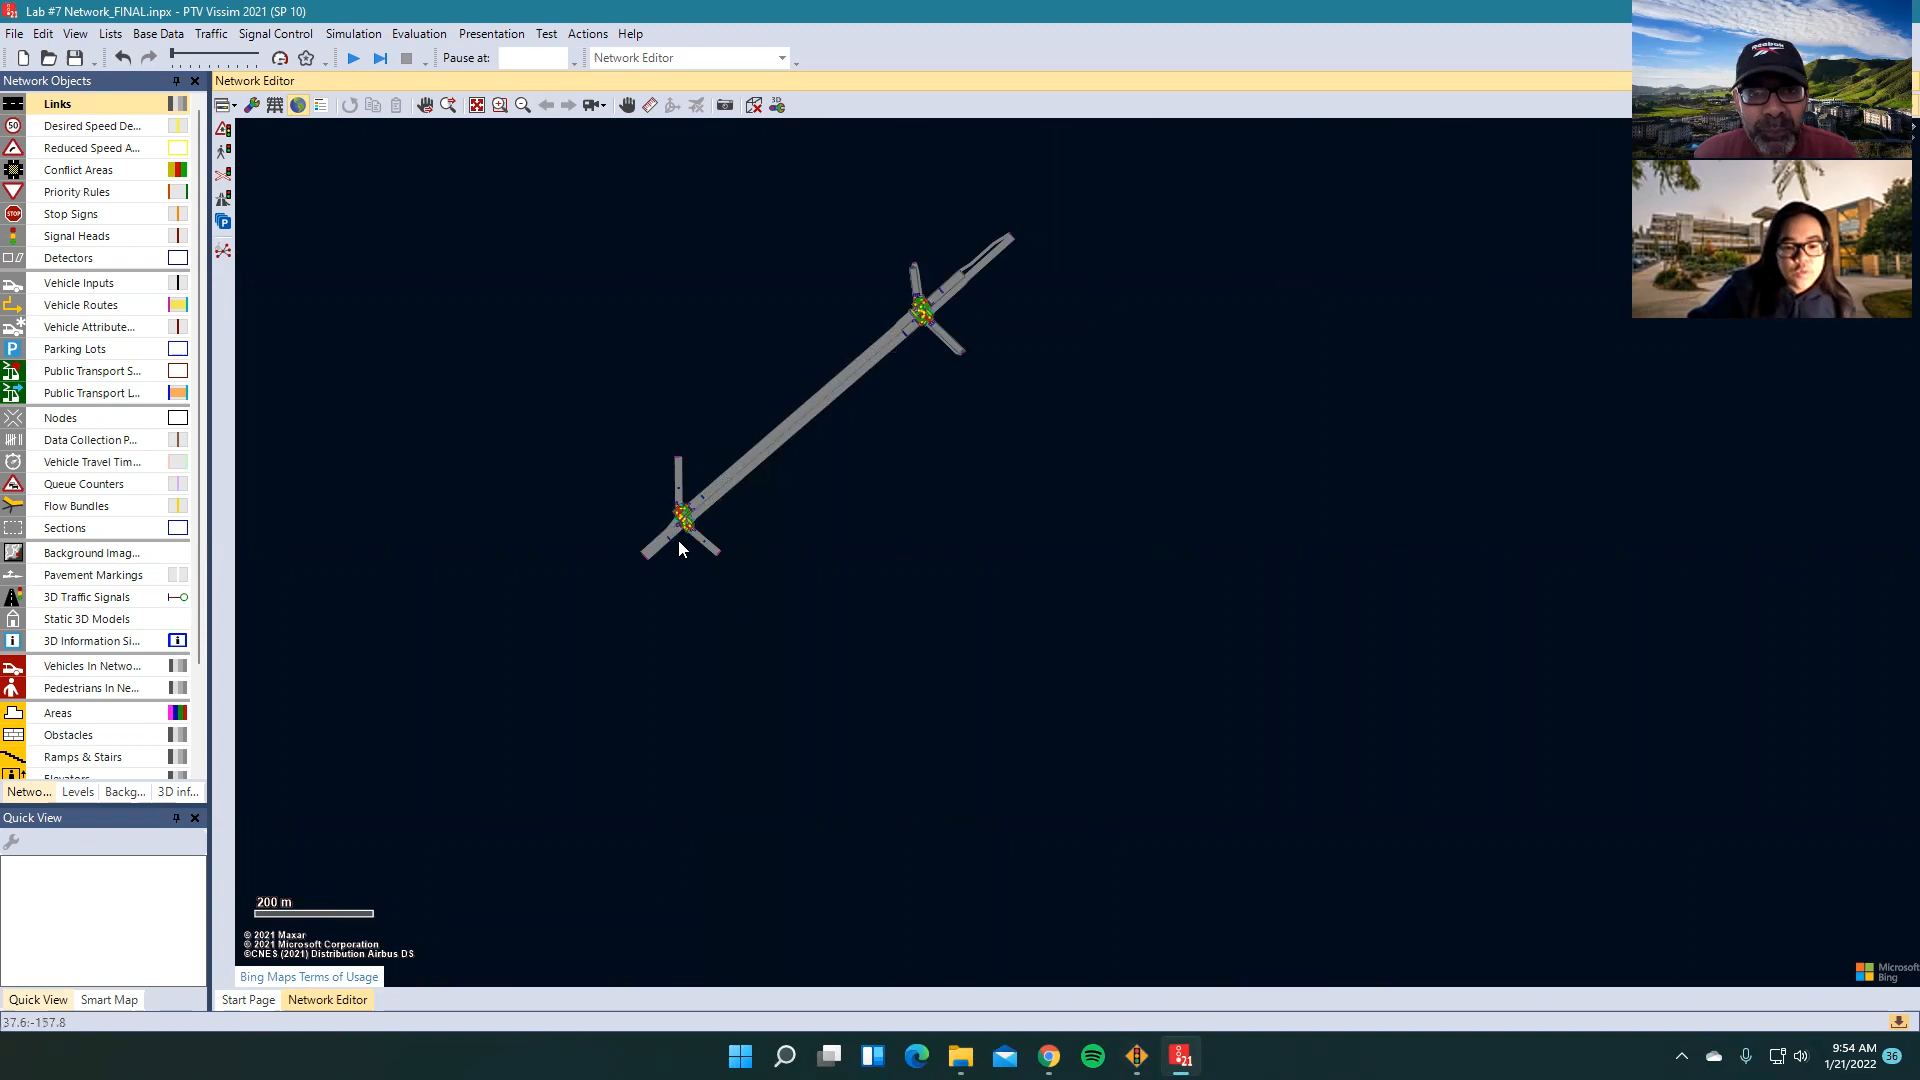 Lab #7 Network_FINAL.inpx - PTV Vissim 2021 (SP 10)
File Edit View Lists Base Data Traffic Signal Control Simulation Evaluation Presentation Test Actions Help
Pause at: Network Editor
Network Objects
Network Editor
Links
50 Desired Speed De...
Reduced Speed A...
Conflict Areas
Priority Rules
STOP Stop Signs
Signal Heads
Detectors
Vehicle Inputs
Vehicle Routes
Vehicle Attribute...
P Parking Lots
Public Transport S...
Public Transport L...
Nodes
Data Collection P...
Vehicle Travel Tim...
Queue Counters
Flow Bundles
Sections
Background Imag...
Pavement Markings
3D Traffic Signals
Static 3D Models
3D Information Si...
Vehicles In Netwo...
Pedestrians In Ne...
Areas
Obstacles
Ramps & Stairs
Elevators
Netwo... Levels Backg... 3D inf...
Quick View
200 m
© 2021 Maxar
© 2021 Microsoft Corporation
©CNES (2021) Distribution Airbus DS
Bing Maps Terms of Usage
Microsoft
Bing
Quick View Smart Map
Start Page Network Editor
37.6:-157.8
Reebok
21
9:54 AM
1/21/2022
36